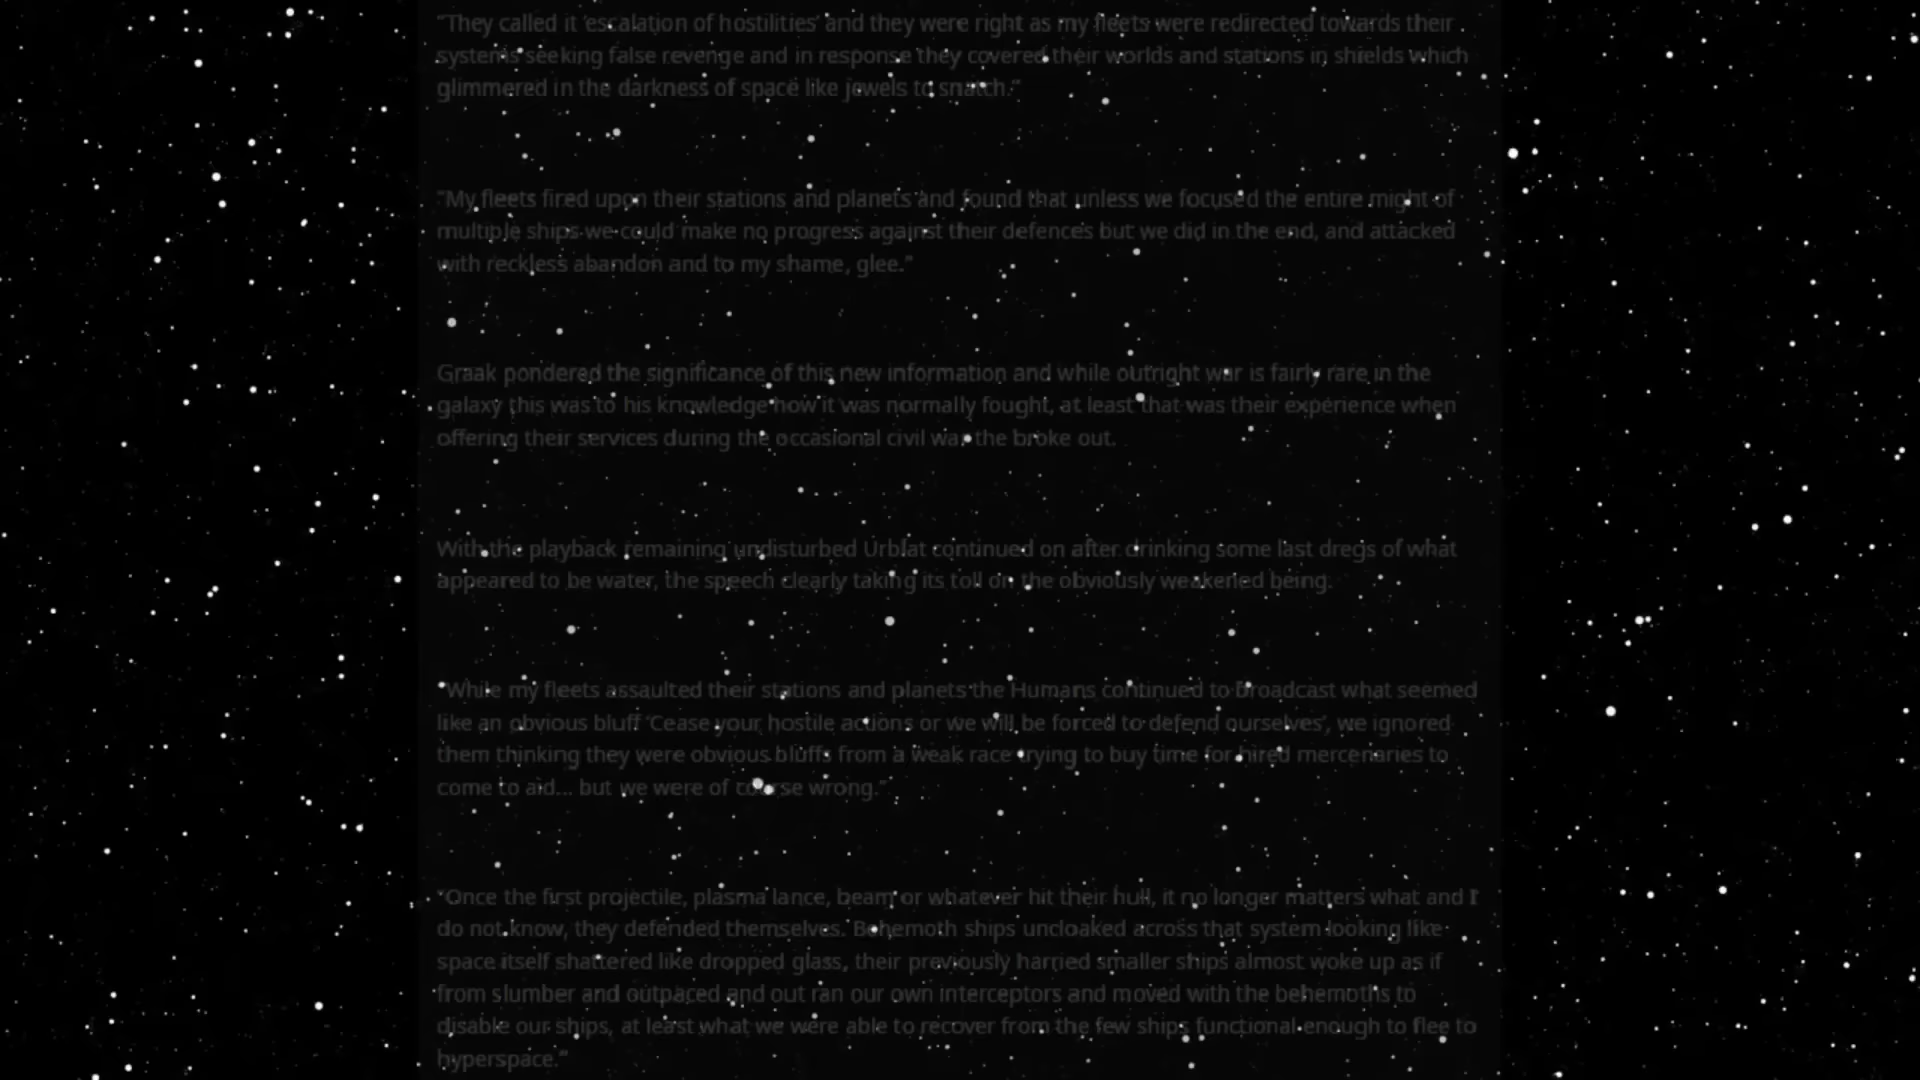 "They called it 'escalation of hostilities' and they were right as my fleets were redirected towards their
systems seeking false revenge and in response they covered their worlds and stations in shields which
glimmered in the darkness of space like jewels to snatch."
"My fleets fired upon their stations and planets and found that unless we focused the entire might of
multiple ships we could make no progress against their defences but we did in the end, and attacked
with reckless abandon and to my shame, glee."
Graak pondered the significance of this new information and while outright war is fairly rare in the
galaxy this was to his knowledge how it was normally fought, at least that was their experience when
offering their services during the occasional civil war the broke out.
With the playback remaining undisturbed Urblat continued on after drinking some last dregs of what
appeared to be water, the speech clearly taking its toll on the obviously weakened being.
"While my fleets assaulted their stations and planets the Humans continued to broadcast what seemed
like an obvious bluff 'Cease your hostile actions or we will be forced to defend ourselves', we ignored
them thinking they were obvious bluffs from a weak race trying to buy time for hired mercenaries to
come to aid... but we were of course wrong."
"Once the first projectile, plasma lance, beam or whatever hit their hull, it no longer matters what and I
do not know, they defended themselves. Behemoth ships uncloaked across that system looking like
space itself shattered like dropped glass, their previously harried smaller ships almost woke up as if
from slumber and outpaced and out ran our own interceptors and moved with the behemoths to
disable our ships, at least what we were able to recover from the few ships functional enough to flee to
hyperspace."